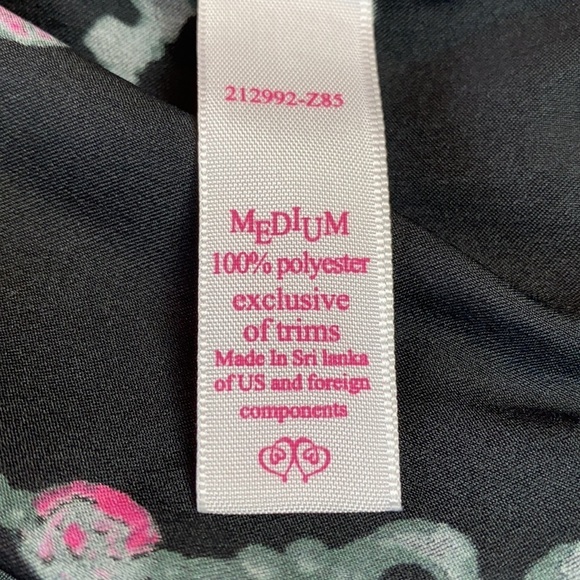 212992-Z85
MEDIUM
100% polyester
exclusive
of trims
Made In Sri lanka
of US and foreign
components